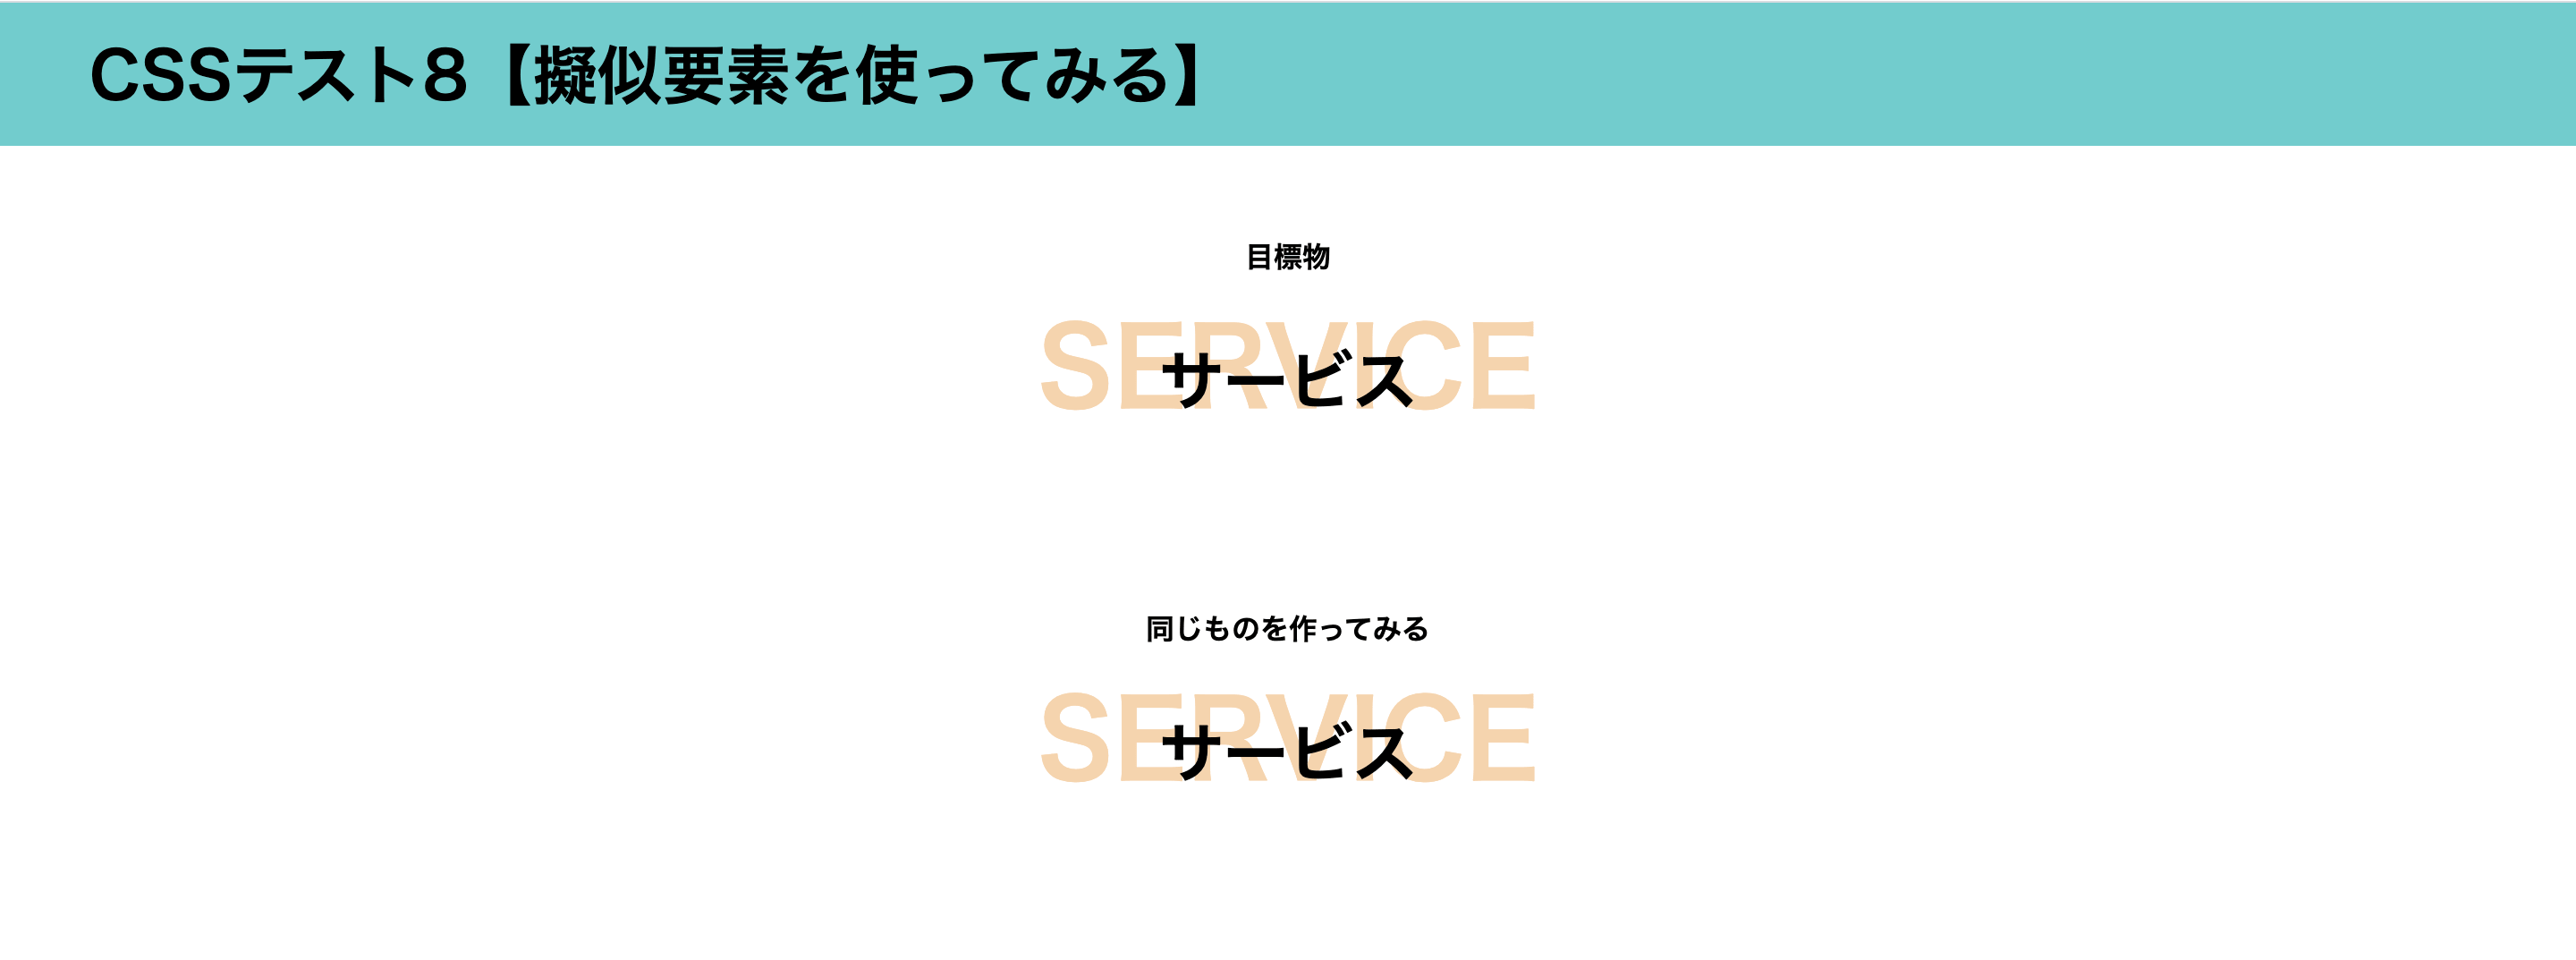 CSSテスト８【擬似要素を使ってみる】
目標物
SERVICE
サービス
同じものを作ってみる
SERVICE
サービス